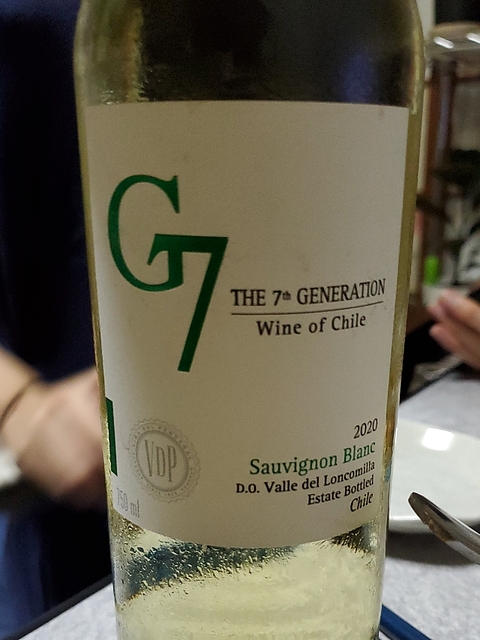 G7
THE 7th GENERATION
Wine of Chile
2020
Sauvignon Blanc
D.O. Valle del Loncomilla
Estate Bottled
Chile
VDP
750 ml